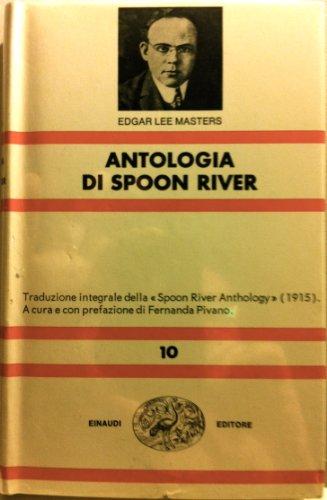 EDGAR LEE MASTERS
ANTOLOGIA
DI SPOON RIVER
Traduzione integrale della «Spoon River Anthology» (1915).
A cura e con prefazione di Fernanda Pivano.
10
EINAUDI EDITORE